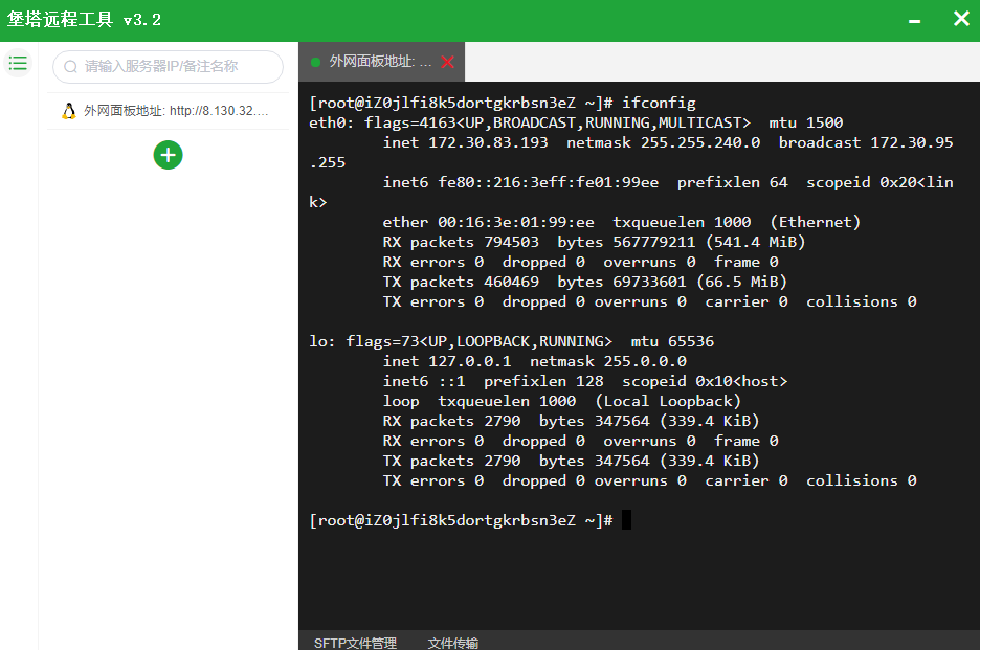 堡塔远程工具 v3.2
请输入服务器IP/备注名称
外网面板地址: http://8.130.32....
外网面板地址: ...
[root@iZ0jlfi8k5dortgkrbsn3eZ ~]# ifconfig
eth0: flags=4163<UP,BROADCAST,RUNNING,MULTICAST>  mtu 1500
        inet 172.30.83.193  netmask 255.255.240.0  broadcast 172.30.95
.255
        inet6 fe80::216:3eff:fe01:99ee  prefixlen 64  scopeid 0x20<lin
k>
        ether 00:16:3e:01:99:ee  txqueuelen 1000  (Ethernet)
        RX packets 794503  bytes 567779211 (541.4 MiB)
        RX errors 0  dropped 0  overruns 0  frame 0
        TX packets 460469  bytes 69733601 (66.5 MiB)
        TX errors 0  dropped 0 overruns 0  carrier 0  collisions 0
lo: flags=73<UP,LOOPBACK,RUNNING>  mtu 65536
        inet 127.0.0.1  netmask 255.0.0.0
        inet6 ::1  prefixlen 128  scopeid 0x10<host>
        loop  txqueuelen 1000  (Local Loopback)
        RX packets 2790  bytes 347564 (339.4 KiB)
        RX errors 0  dropped 0  overruns 0  frame 0
        TX packets 2790  bytes 347564 (339.4 KiB)
        TX errors 0  dropped 0 overruns 0  carrier 0  collisions 0
[root@iZ0jlfi8k5dortgkrbsn3eZ ~]#
SFTP文件管理 文件传输